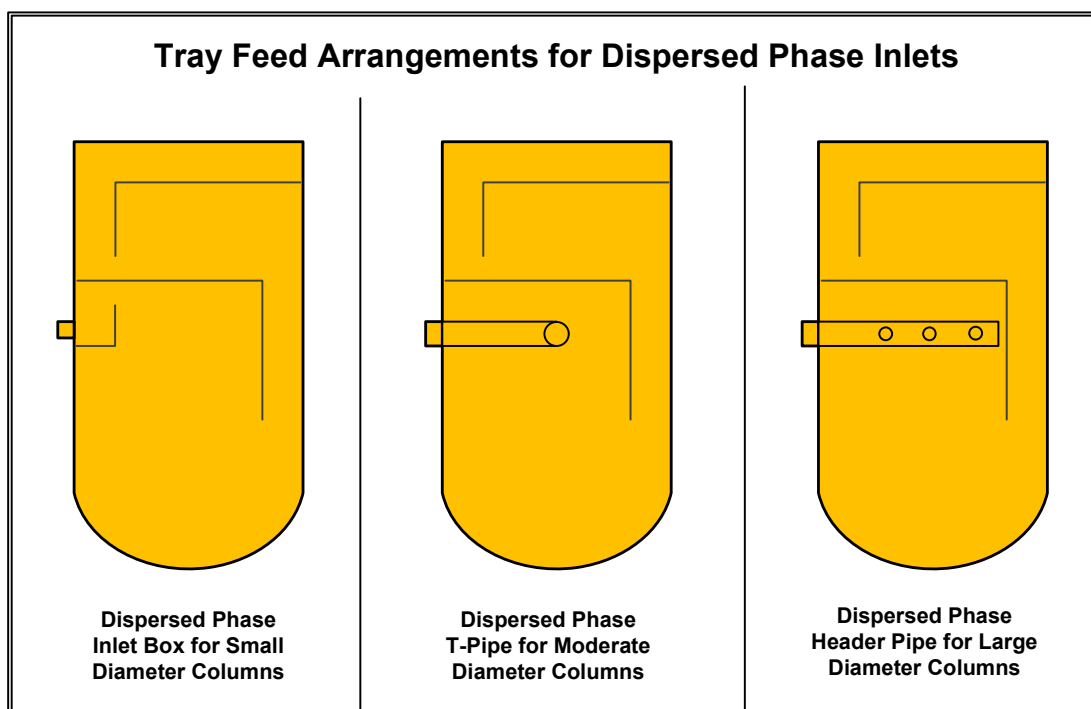 Tray Feed Arrangements for Dispersed Phase Inlets
Dispersed Phase
Inlet Box for Small
Diameter Columns
Dispersed Phase
T-Pipe for Moderate
Diameter Columns
Dispersed Phase
Header Pipe for Large
Diameter Columns